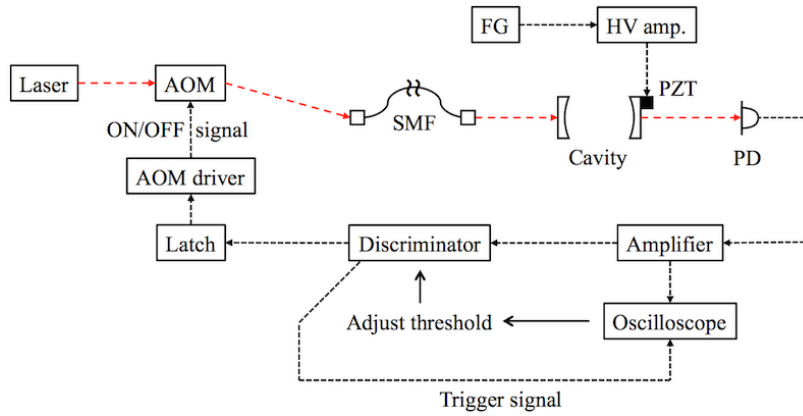 FG
HV amp.
Laser
AOM
PZT
ON/OFF signal
SMF
Cavity
PD
AOM driver
Latch
Discriminator
Amplifier
Adjust threshold
Oscilloscope
Trigger signal